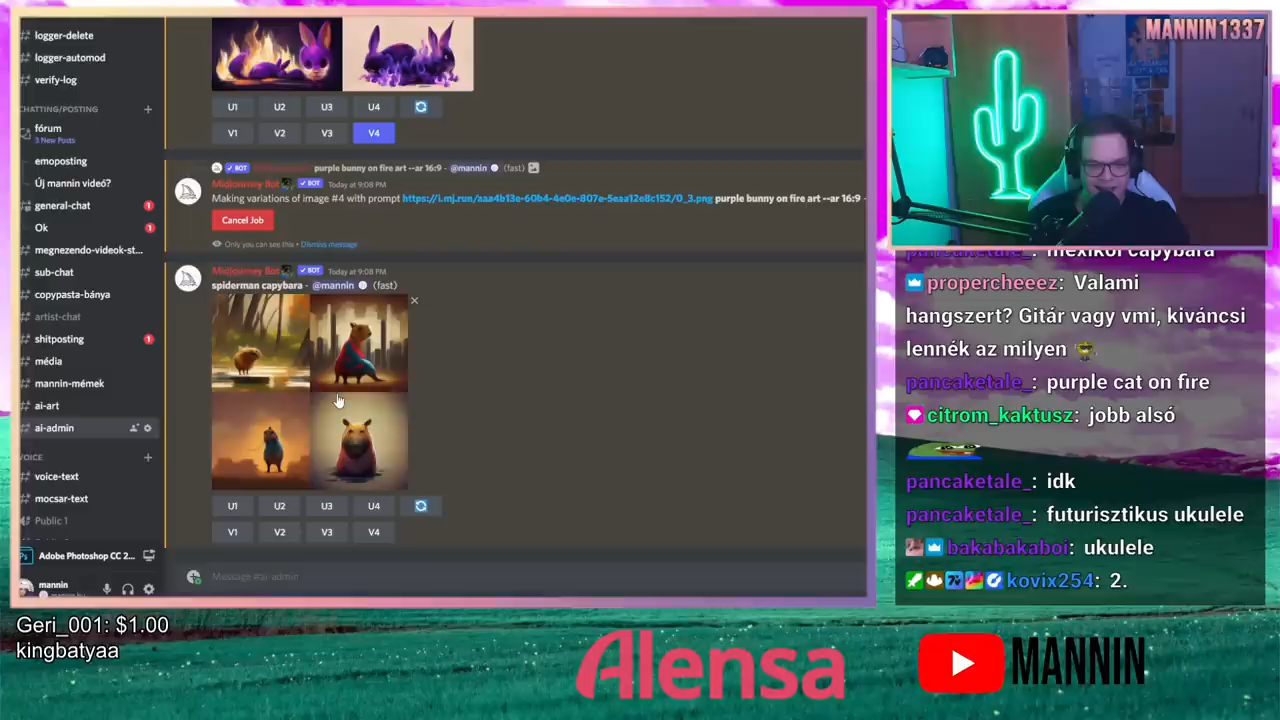 logger-delete
logger-automod
verify-log
CHATTING/POSTING
fórum
3 New Posts
emoposting
Új mannin videó?
general-chat 1
Ok 1
megnezendo-videok-st...
sub-chat
copypasta-bánya
artist-chat
shitposting 1
média
mannin-mémek
ai-art
ai-admin
VOICE
voice-text
mocsar-text
Public 1
Ps Adobe Photoshop CC 2...
mannin
U1 U2 U3 U4
V1 V2 V3 V4
BOT purple bunny on fire art --ar 16:9 - @mannin (fast)
Midjourney Bot BOT Today at 9:08 PM
Making variations of image #4 with prompt https://i.mj.run/aaa4b13e-60b4-4e0e-807e-5eaa12e8c152/0_3.png purple bunny on fire art --ar 16:9 -
Cancel Job
Only you can see this • Dismiss message
Midjourney Bot BOT Today at 9:08 PM
spiderman capybara - @mannin (fast)
U1 U2 U3 U4
V1 V2 V3 V4
Message #ai-admin
MANNIN1337
pancaketale_: mexikói capybara
propercheeez: Valami
hangszert? Gitár vagy vmi, kiváncsi
lennék az milyen
pancaketale_: purple cat on fire
citrom_kaktusz: jobb alsó
pancaketale_: idk
pancaketale_: futurisztikus ukulele
bakabakaboi: ukulele
kovix254: 2.
Geri_001: $1.00
kingbatyaa
Alensa
MANNIN